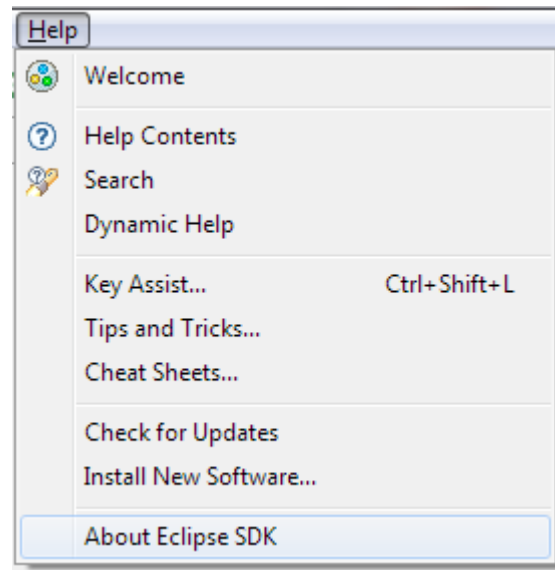 Help
Welcome
Help Contents
Search
Dynamic Help
Key Assist... Ctrl+Shift+L
Tips and Tricks...
Cheat Sheets...
Check for Updates
Install New Software...
About Eclipse SDK